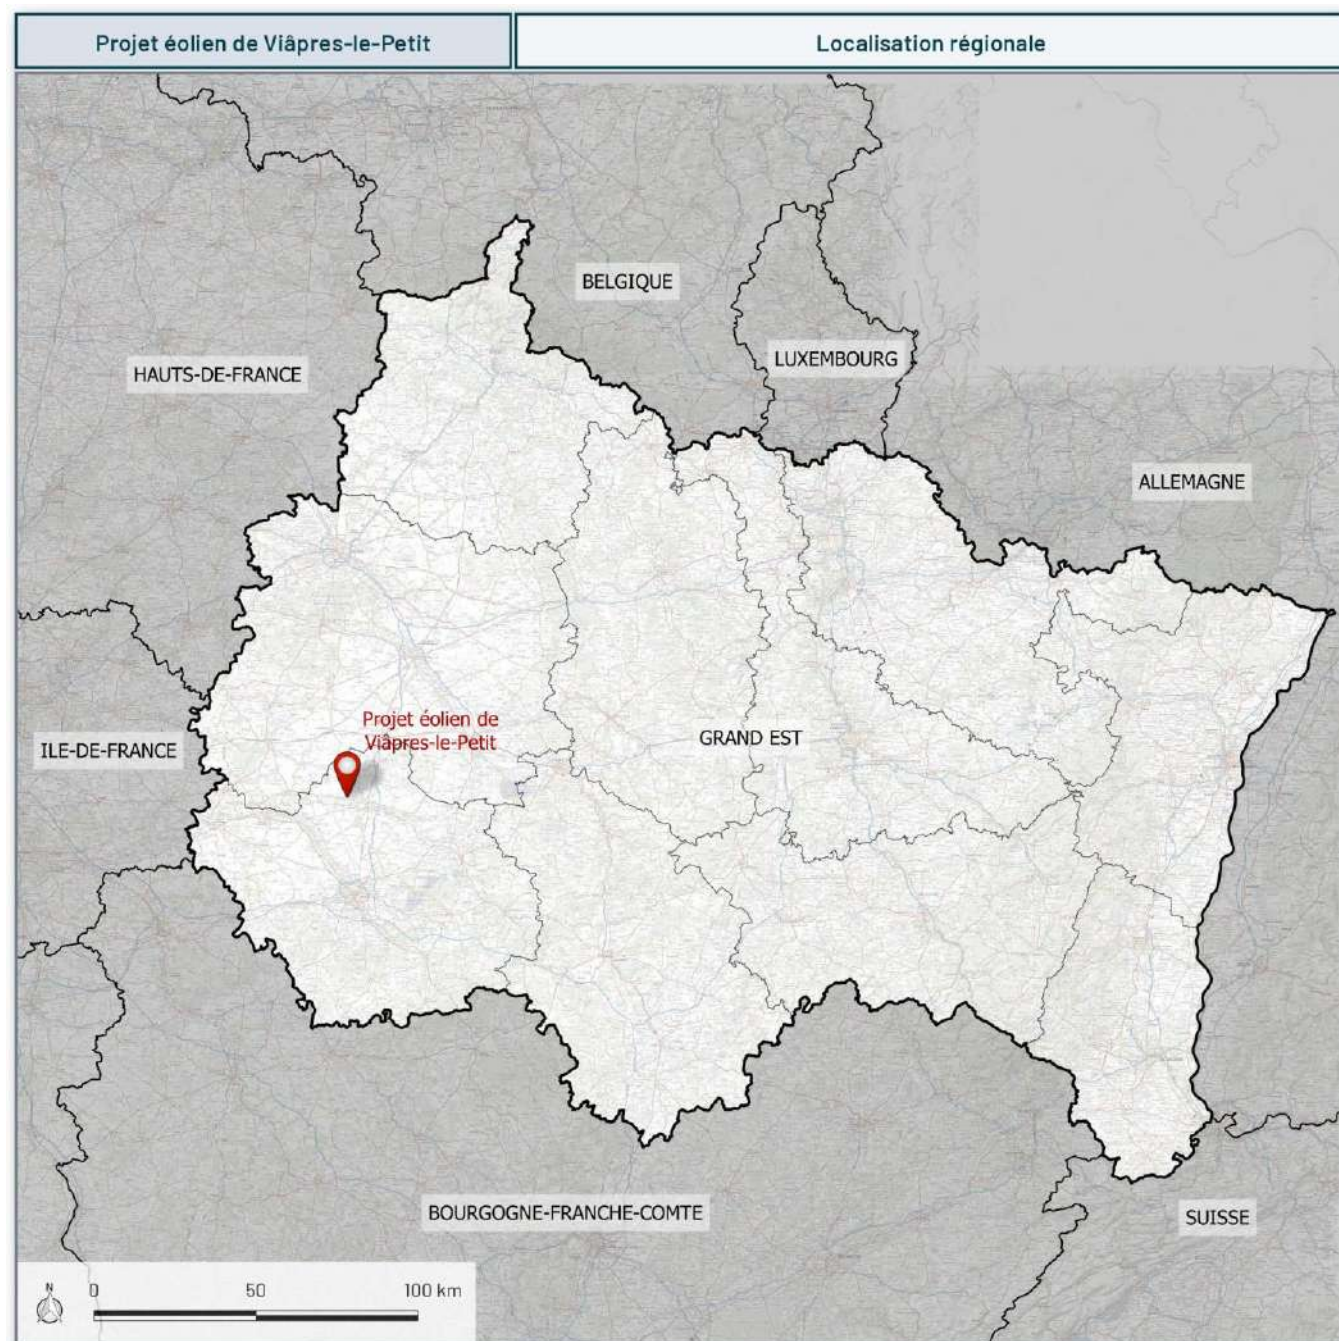 Projet éolien de Viâpres-le-Petit
Localisation régionale
BELGIQUE
LUXEMBOURG
HAUTS-DE-FRANCE
ALLEMAGNE
Projet éolien de
Viâpres-le-Petit
ILE-DE-FRANCE
GRAND EST
BOURGOGNE-FRANCHE-COMTE
SUISSE
N
0 50 100 km